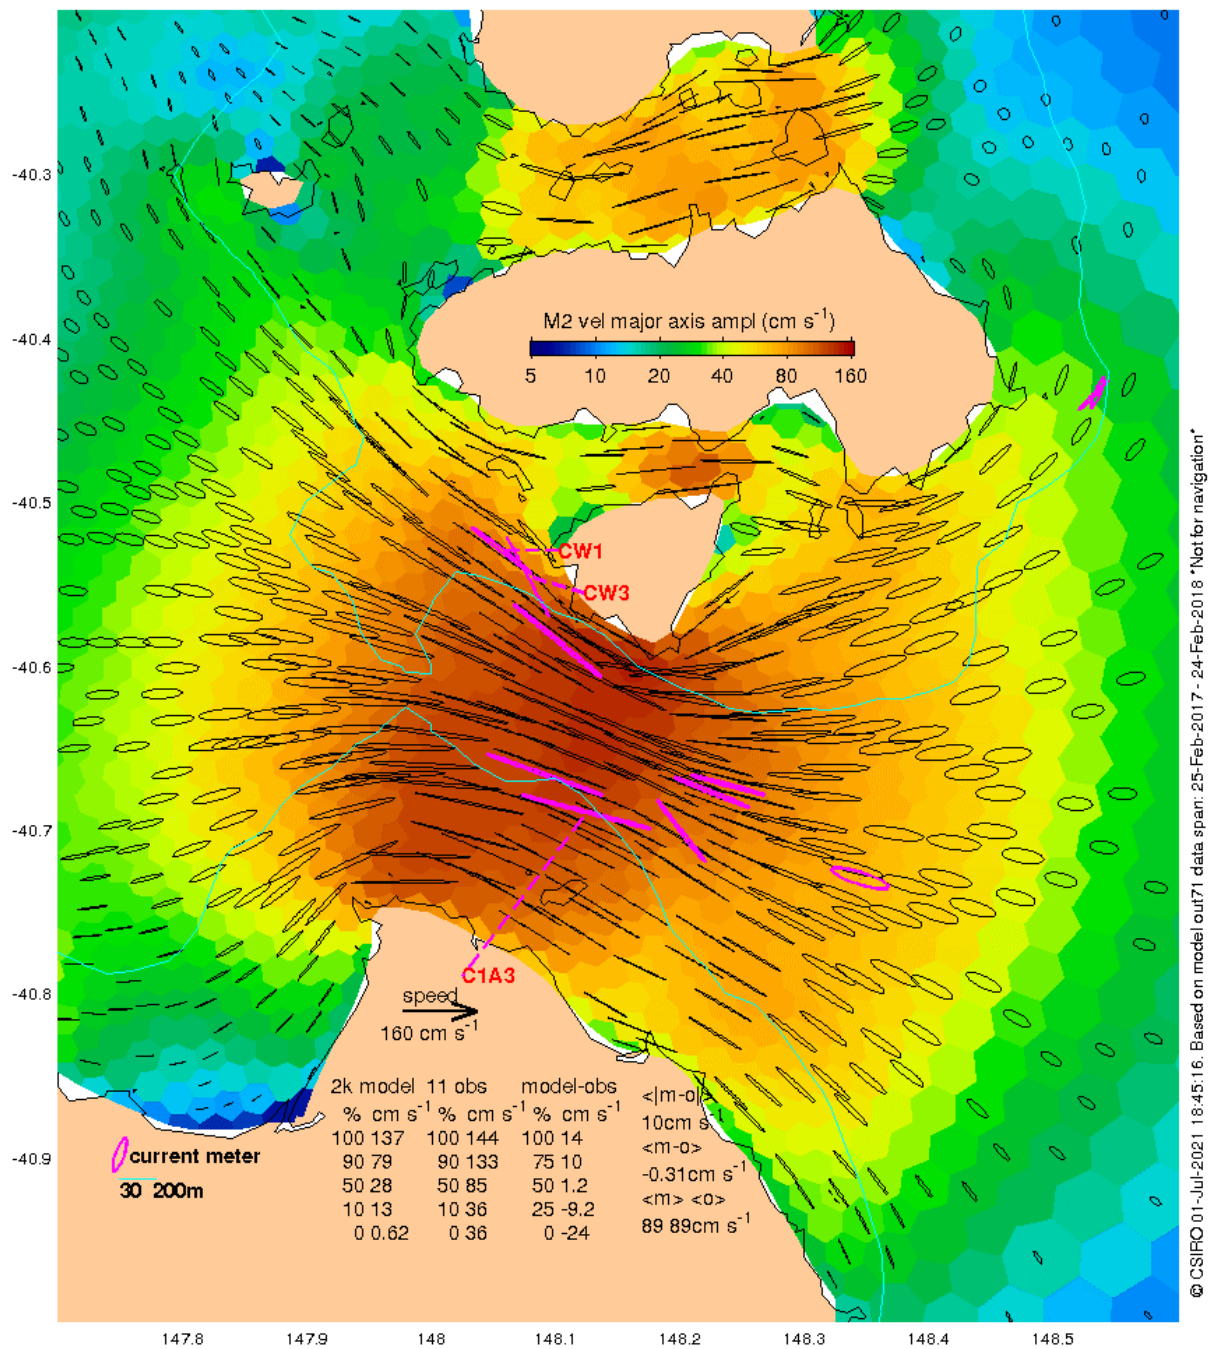 -40.3
-40.4
-40.5
-40.6
-40.7
-40.8
-40.9
M2 vel major axis ampl (cm s-1)
5 10 20 40 80 160
CW1
CW3
C1A3
speed
160 cm s-1
2k model 11 obs model-obs
% cm s-1 % cm s-1 % cm s-1
100 137 100 144 100 14
90 79 90 133 75 10
50 28 50 85 50 1.2
10 13 10 36 25 -9.2
0 0.62 0 36 0 -24
<|m-o|>
10cm s-1
<m-o>
-0.31cm s-1
<m> <o>
89 89cm s-1
current meter
30 200m
147.8 147.9 148 148.1 148.2 148.3 148.4 148.5
© CSIRO 01-Jul-2021 18:45:16. Based on model out71 data span: 25-Feb-2017 - 24-Feb-2018 *Not for navigation*